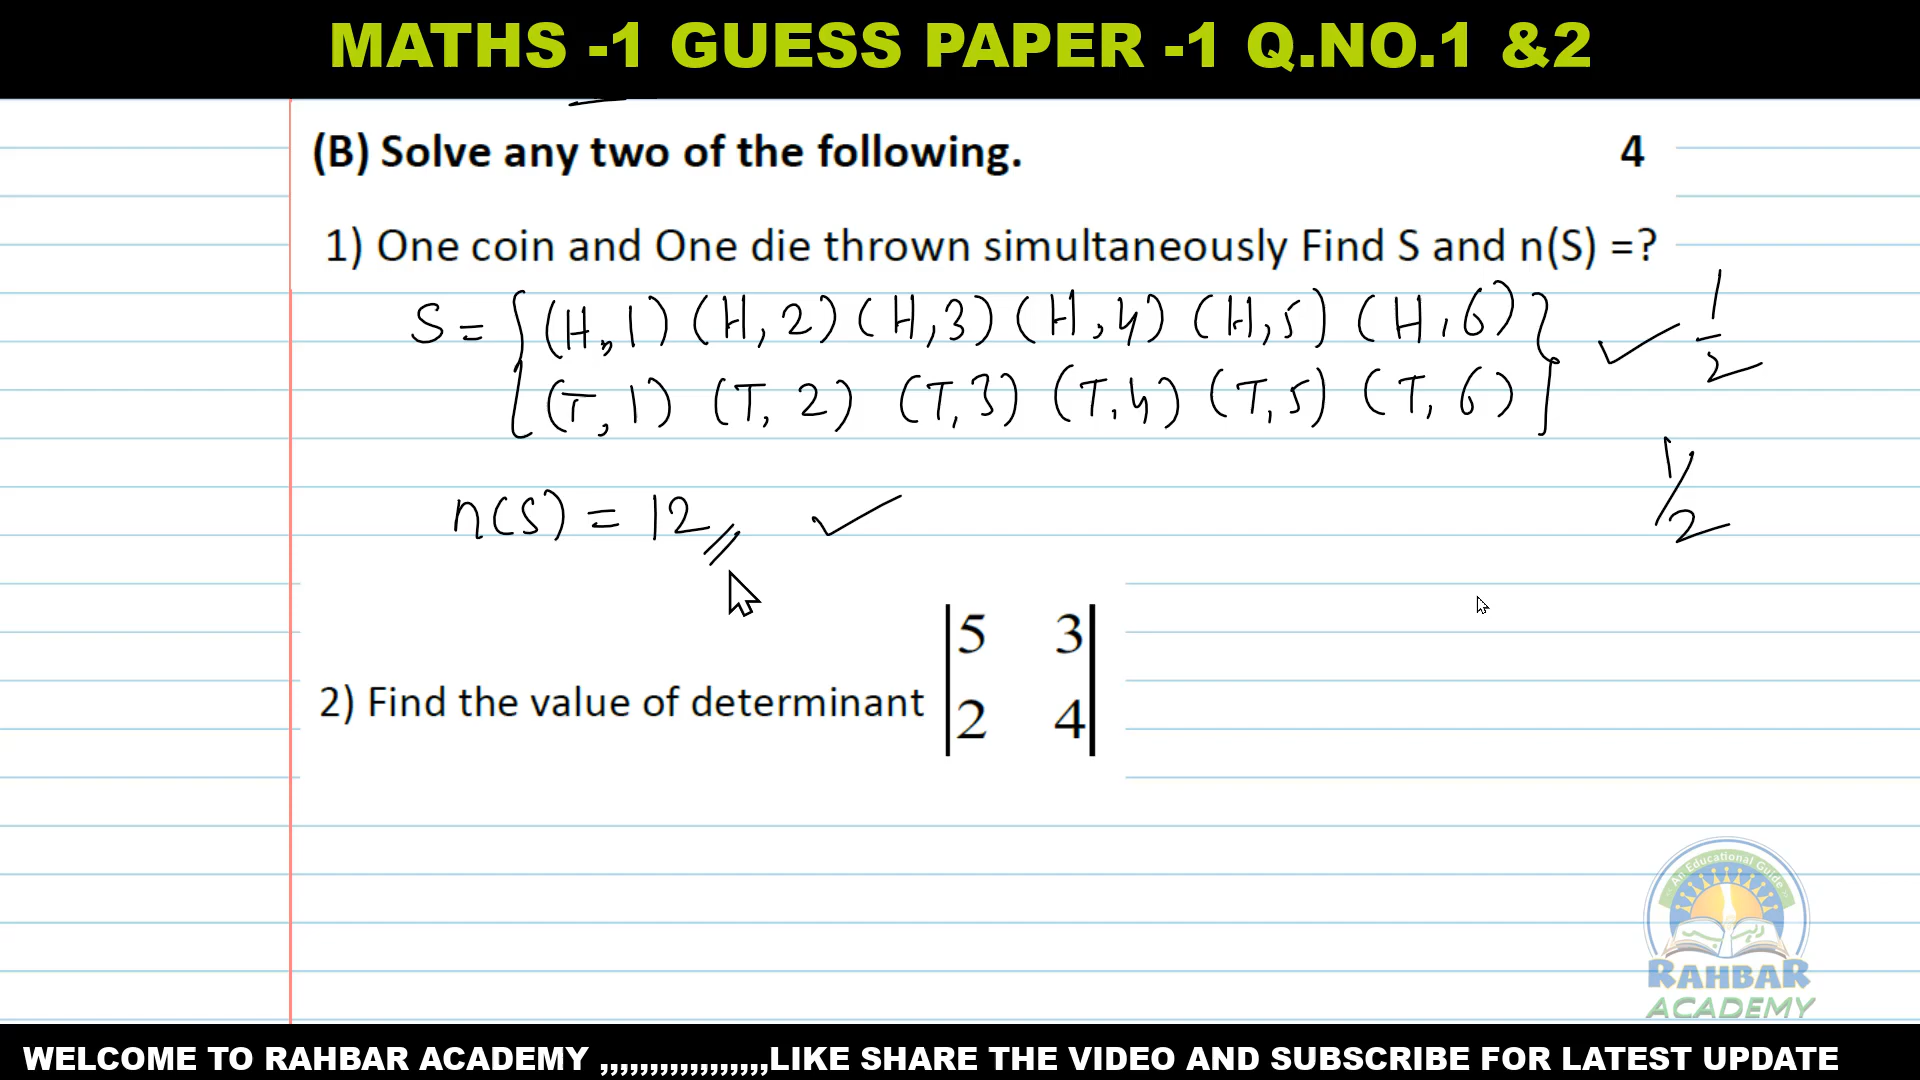 MATHS -1 GUESS PAPER -1 Q.NO.1 &2
(B) Solve any two of the following. 4
1) One coin and One die thrown simultaneously Find S and n(S) =?
S = {(H,1) (H,2) (H,3) (H,4) (H,5) (H,6)} ✓ 1/2
{(T,1) (T,2) (T,3) (T,4) (T,5) (T,6)}
n(S) = 12 ✓ 1/2
5 3
2) Find the value of determinant
2 4
An Educational Guide
RAHBAR
ACADEMY
WELCOME TO RAHBAR ACADEMY ,,,,,,,,,,,,,,,,,LIKE SHARE THE VIDEO AND SUBSCRIBE FOR LATEST UPDATE